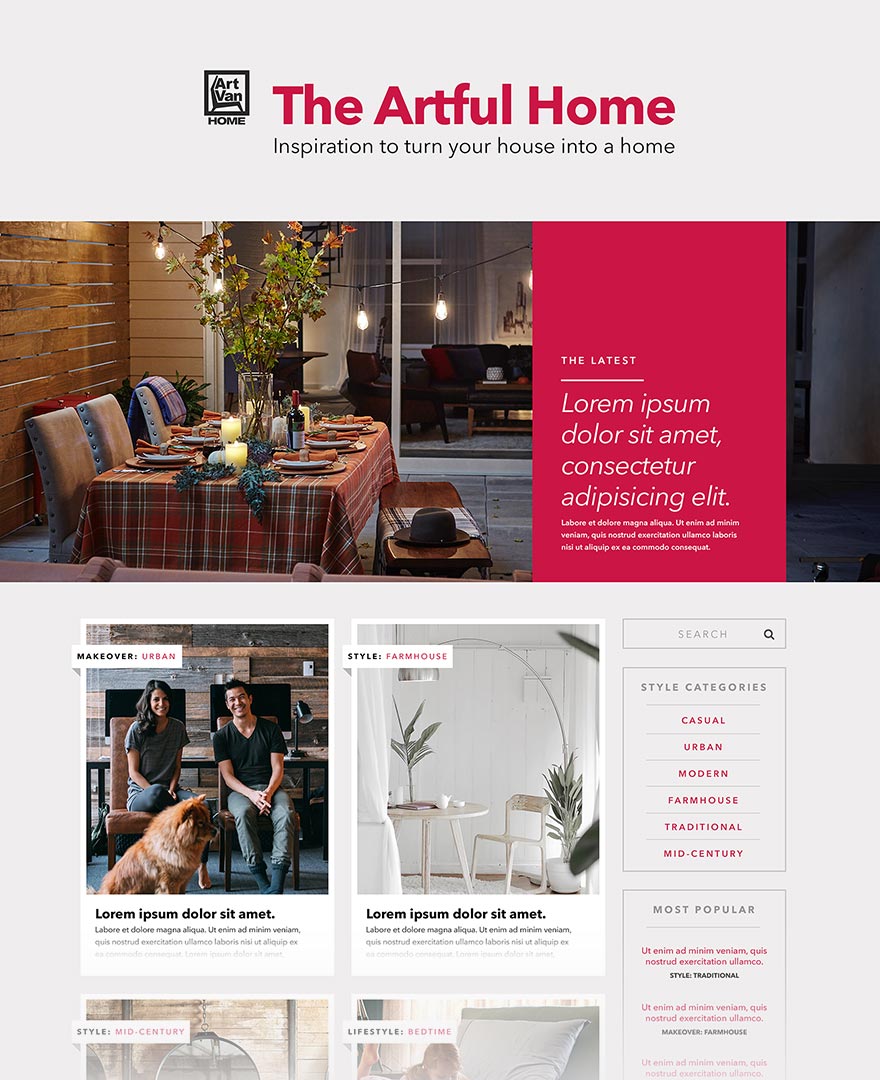 Art
Van
HOME
The Artful Home
Inspiration to turn your house into a home
THE LATEST
Lorem ipsum
dolor sit amet,
consectetur
adipisicing elit.
Labore et dolore magna aliqua. Ut enim ad minim
veniam, quis nostrud exercitation ullamco laboris
nisi ut aliquip ex ea commodo consequat.
MAKEOVER: URBAN
Lorem ipsum dolor sit amet.
Labore et dolore magna aliqua. Ut enim ad minim veniam,
quis nostrud exercitation ullamco laboris nisi ut aliquip ex
ea commodo consequat. Lorem ipsum dolor sit amet,
STYLE: FARMHOUSE
Lorem ipsum dolor sit amet.
Labore et dolore magna aliqua. Ut enim ad minim veniam,
quis nostrud exercitation ullamco laboris nisi ut aliquip ex
ea commodo consequat. Lorem ipsum dolor sit amet,
STYLE: MID-CENTURY
LIFESTYLE: BEDTIME
SEARCH
STYLE CATEGORIES
CASUAL
URBAN
MODERN
FARMHOUSE
TRADITIONAL
MID-CENTURY
MOST POPULAR
Ut enim ad minim veniam, quis
nostrud exercitation ullamco.
STYLE: TRADITIONAL
Ut enim ad minim veniam, quis
nostrud exercitation ullamco.
MAKEOVER: FARMHOUSE
Ut enim ad minim veniam, quis
nostrud exercitation ullamco.